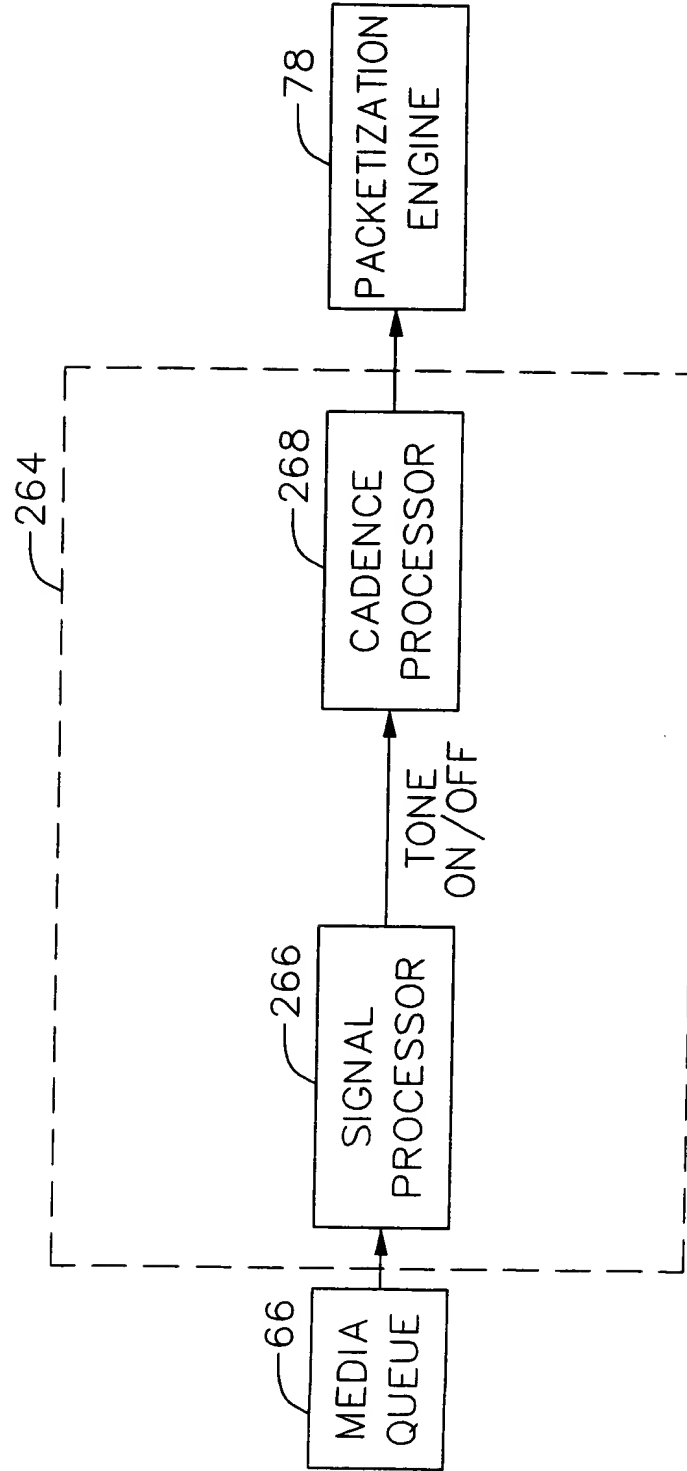 264
66
MEDIA
QUEUE
266
SIGNAL
PROCESSOR
TONE
ON/OFF
268
CADENCE
PROCESSOR
78
PACKETIZATION
ENGINE